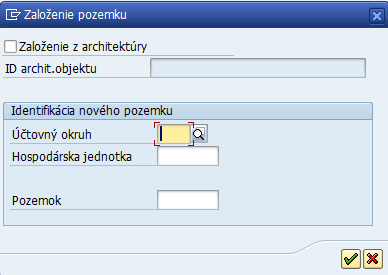 Založenie pozemku
Založenie z architektúry
ID archit.objektu
Identifikácia nového pozemku
Účtovný okruh
Hospodárska jednotka
Pozemok